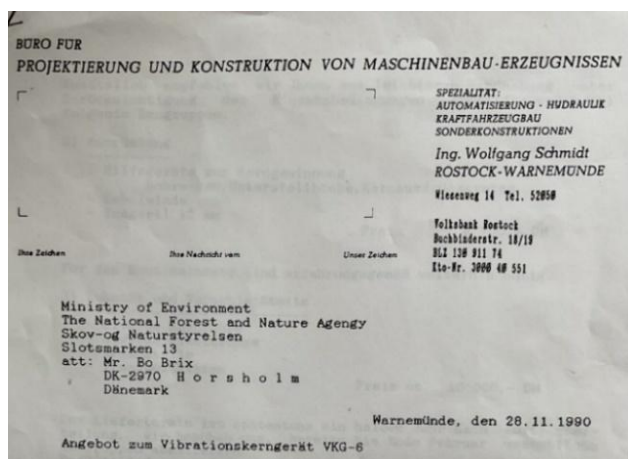 BÜRO FÜR
PROJEKTIERUNG UND KONSTRUKTION VON MASCHINENBAU-ERZEUGNISSEN
SPEZIALITÄT:
AUTOMATISIERUNG - HYDRAULIK
KRAFTFAHRZEUGBAU
SONDERKONSTRUKTIONEN
Ing. Wolfgang Schmidt
ROSTOCK-WARNEMÜNDE
Wiesenweg 14 Tel. 52050
Volksbank Rostock
Buchbinderstr. 18/19
BLZ 130 911 74
Kto-Nr. 3000 40 551
Ihre Zeichen Ihre Nachricht vom Unser Zeichen
Ministry of Environment
The National Forest and Nature Agengy
Skov-og Naturstyrelsen
Slotsmarken 13
att: Mr. Bo Brix
DK-2970 H o r s h o l m
Dänemark
Warnemünde, den 28.11.1990
Angebot zum Vibrationskerngerät VKG-6